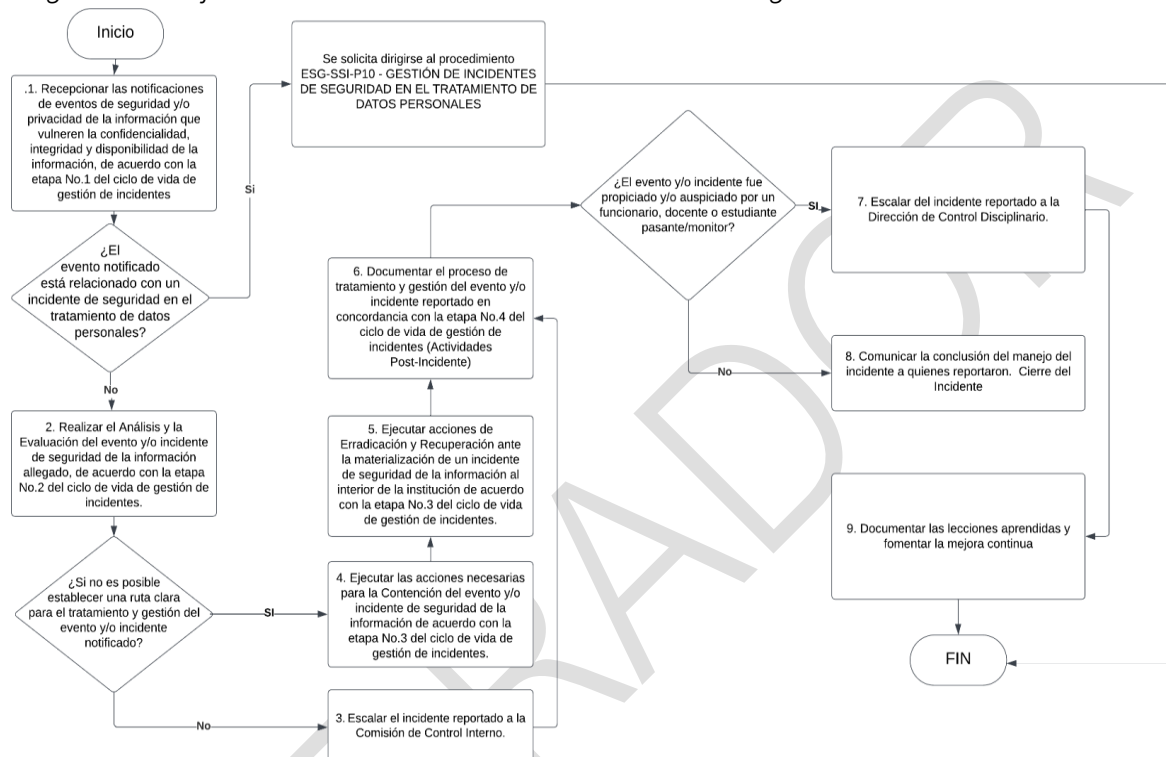 Inicio
.1. Recepcionar las notificaciones
de eventos de seguridad y/o
privacidad de la información que
vulneren la confidencialidad,
integridad y disponibilidad de la
información, de acuerdo con la
etapa No.1 del ciclo de vida de
gestión de incidentes
¿El
evento notificado
está relacionado con un
incidente de seguridad en el
tratamiento de datos
personales?
Si
No
Se solicita dirigirse al procedimiento
ESG-SSI-P10 - GESTIÓN DE INCIDENTES
DE SEGURIDAD EN EL TRATAMIENTO DE
DATOS PERSONALES
2. Realizar el Análisis y la
Evaluación del evento y/o incidente
de seguridad de la información
allegado, de acuerdo con la etapa
No.2 del ciclo de vida de gestión de
incidentes.
¿Si no es posible
establecer una ruta clara
para el tratamiento y gestión del
evento y/o incidente
notificado?
SI
No
3. Escalar el incidente reportado a la
Comisión de Control Interno.
4. Ejecutar las acciones necesarias
para la Contención del evento y/o
incidente de seguridad de la
información de acuerdo con la
etapa No.3 del ciclo de vida de
gestión de incidentes.
5. Ejecutar acciones de
Erradicación y Recuperación ante
la materialización de un incidente
de seguridad de la información al
interior de la institución de acuerdo
con la etapa No.3 del ciclo de vida
de gestión de incidentes.
6. Documentar el proceso de
tratamiento y gestión del evento y/o
incidente reportado en
concordancia con la etapa No.4 del
ciclo de vida de gestión de
incidentes (Actividades
Post-Incidente)
¿El evento y/o incidente fue
propiciado y/o auspiciado por un
funcionario, docente o estudiante
pasante/monitor?
SI
No
7. Escalar del incidente reportado a la
Dirección de Control Disciplinario.
8. Comunicar la conclusión del manejo del
incidente a quienes reportaron. Cierre del
Incidente
9. Documentar las lecciones aprendidas y
fomentar la mejora continua
FIN
RADOR